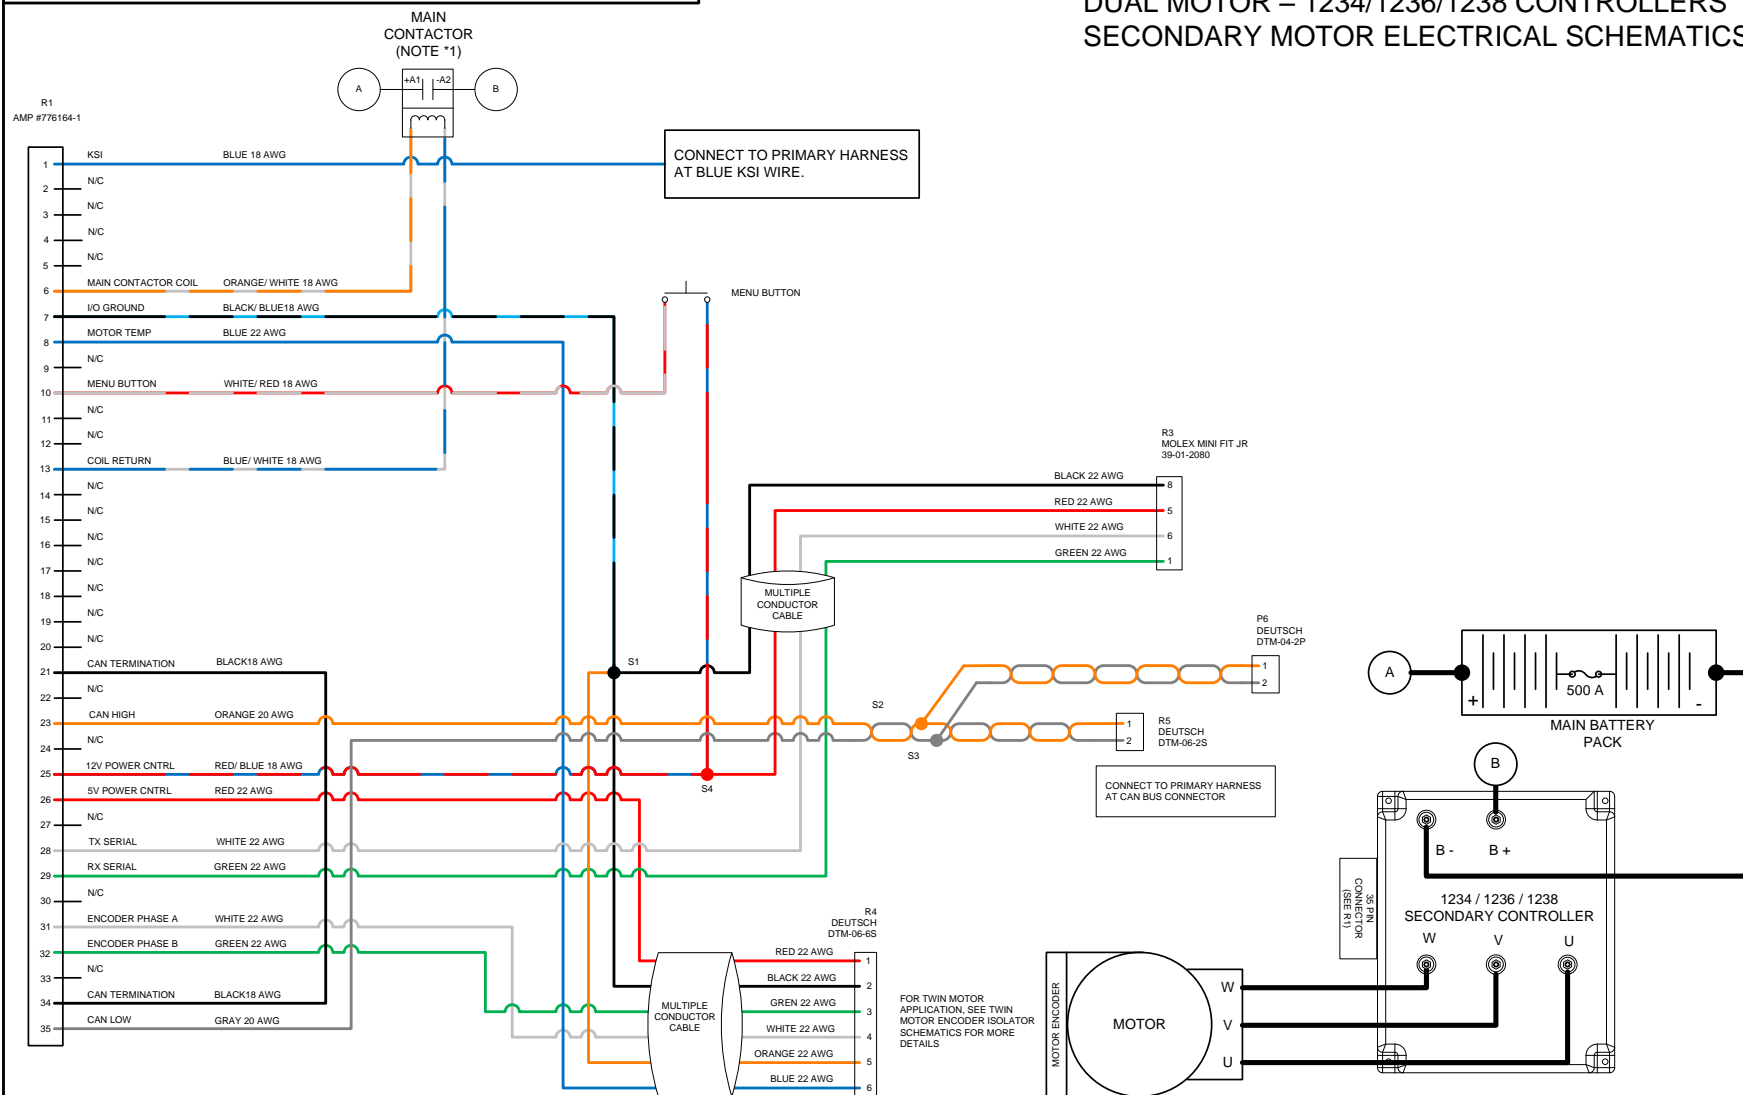 DUAL MOTOR – 1234/1236/1238 CONTROLLERS
SECONDARY MOTOR ELECTRICAL SCHEMATICS
MAIN
CONTACTOR
(NOTE *1)
A
+A1
-A2
B
R1
AMP #776164-1
1 KSI BLUE 18 AWG
2 N/C
3 N/C
4 N/C
5 N/C
6 MAIN CONTACTOR COIL ORANGE/ WHITE 18 AWG
7 I/O GROUND BLACK/ BLUE18 AWG
8 MOTOR TEMP BLUE 22 AWG
9 N/C
10 MENU BUTTON WHITE/ RED 18 AWG
11 N/C
12 N/C
13 COIL RETURN BLUE/ WHITE 18 AWG
14 N/C
15 N/C
16 N/C
17 N/C
18 N/C
19 N/C
20 N/C
21 CAN TERMINATION BLACK18 AWG
22 N/C
23 CAN HIGH ORANGE 20 AWG
24 N/C
25 12V POWER CNTRL RED/ BLUE 18 AWG
26 5V POWER CNTRL RED 22 AWG
27 N/C
28 TX SERIAL WHITE 22 AWG
29 RX SERIAL GREEN 22 AWG
30 N/C
31 ENCODER PHASE A WHITE 22 AWG
32 ENCODER PHASE B GREEN 22 AWG
33 N/C
34 CAN TERMINATION BLACK18 AWG
35 CAN LOW GRAY 20 AWG
CONNECT TO PRIMARY HARNESS
AT BLUE KSI WIRE.
MENU BUTTON
R3
MOLEX MINI FIT JR
39-01-2080
BLACK 22 AWG 8
RED 22 AWG 5
WHITE 22 AWG 6
GREEN 22 AWG 1
MULTIPLE
CONDUCTOR
CABLE
S1
S2
S3
S4
P6
DEUTSCH
DTM-04-2P
1
2
R5
DEUTSCH
DTM-06-2S
1
2
CONNECT TO PRIMARY HARNESS
AT CAN BUS CONNECTOR
R4
DEUTSCH
DTM-06-6S
RED 22 AWG 1
BLACK 22 AWG 2
GREN 22 AWG 3
WHITE 22 AWG 4
ORANGE 22 AWG 5
BLUE 22 AWG 6
MULTIPLE
CONDUCTOR
CABLE
FOR TWIN MOTOR
APPLICATION, SEE TWIN
MOTOR ENCODER ISOLATOR
SCHEMATICS FOR MORE
DETAILS
MOTOR ENCODER
MOTOR
W
V
U
A
+
500 A
-
MAIN BATTERY
PACK
B
B -
B +
35 PIN
CONNECTOR
(SEE R1)
1234 / 1236 / 1238
SECONDARY CONTROLLER
W
V
U